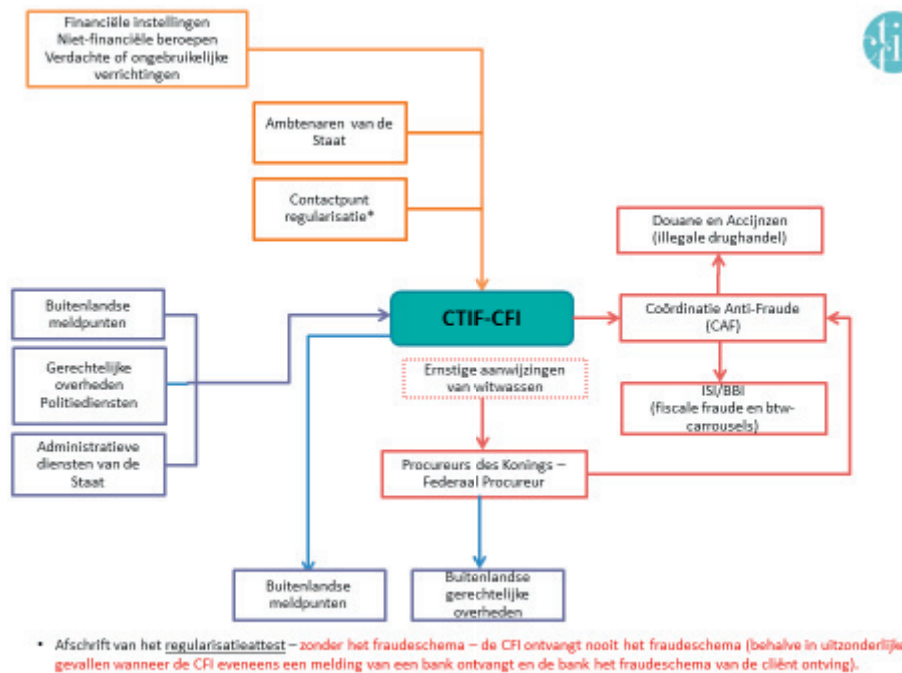 Financiële instellingen
Niet-financiële beroepen
Verdachte of ongebruikelijke
verrichtingen
Ambtenaren van de
Staat
Contactpunt
regularisatie*
Douane en Accijnzen
(illegale drughandel)
Buitenlandse
meldpunten
CTIF-CFI
Coördinatie Anti-Fraude
(CAF)
Gerechtelijke
overheden
Politiediensten
Ernstige aanwijzingen
van witwassen
ISI/BBI
(fiscale fraude en btw-
carrousels)
Administratieve
diensten van de
Staat
Procureurs des Konings –
Federaal Procureur
Buitenlandse
meldpunten
Buitenlandse
gerechtelijke
overheden
• Afschrift van het regularisatieattest – zonder het fraudeschema – de CFI ontvangt nooit het fraudeschema (behalve in uitzonderlijke
gevallen wanneer de CFI eveneens een melding van een bank ontvangt en de bank het fraudeschema van de cliënt ontving).